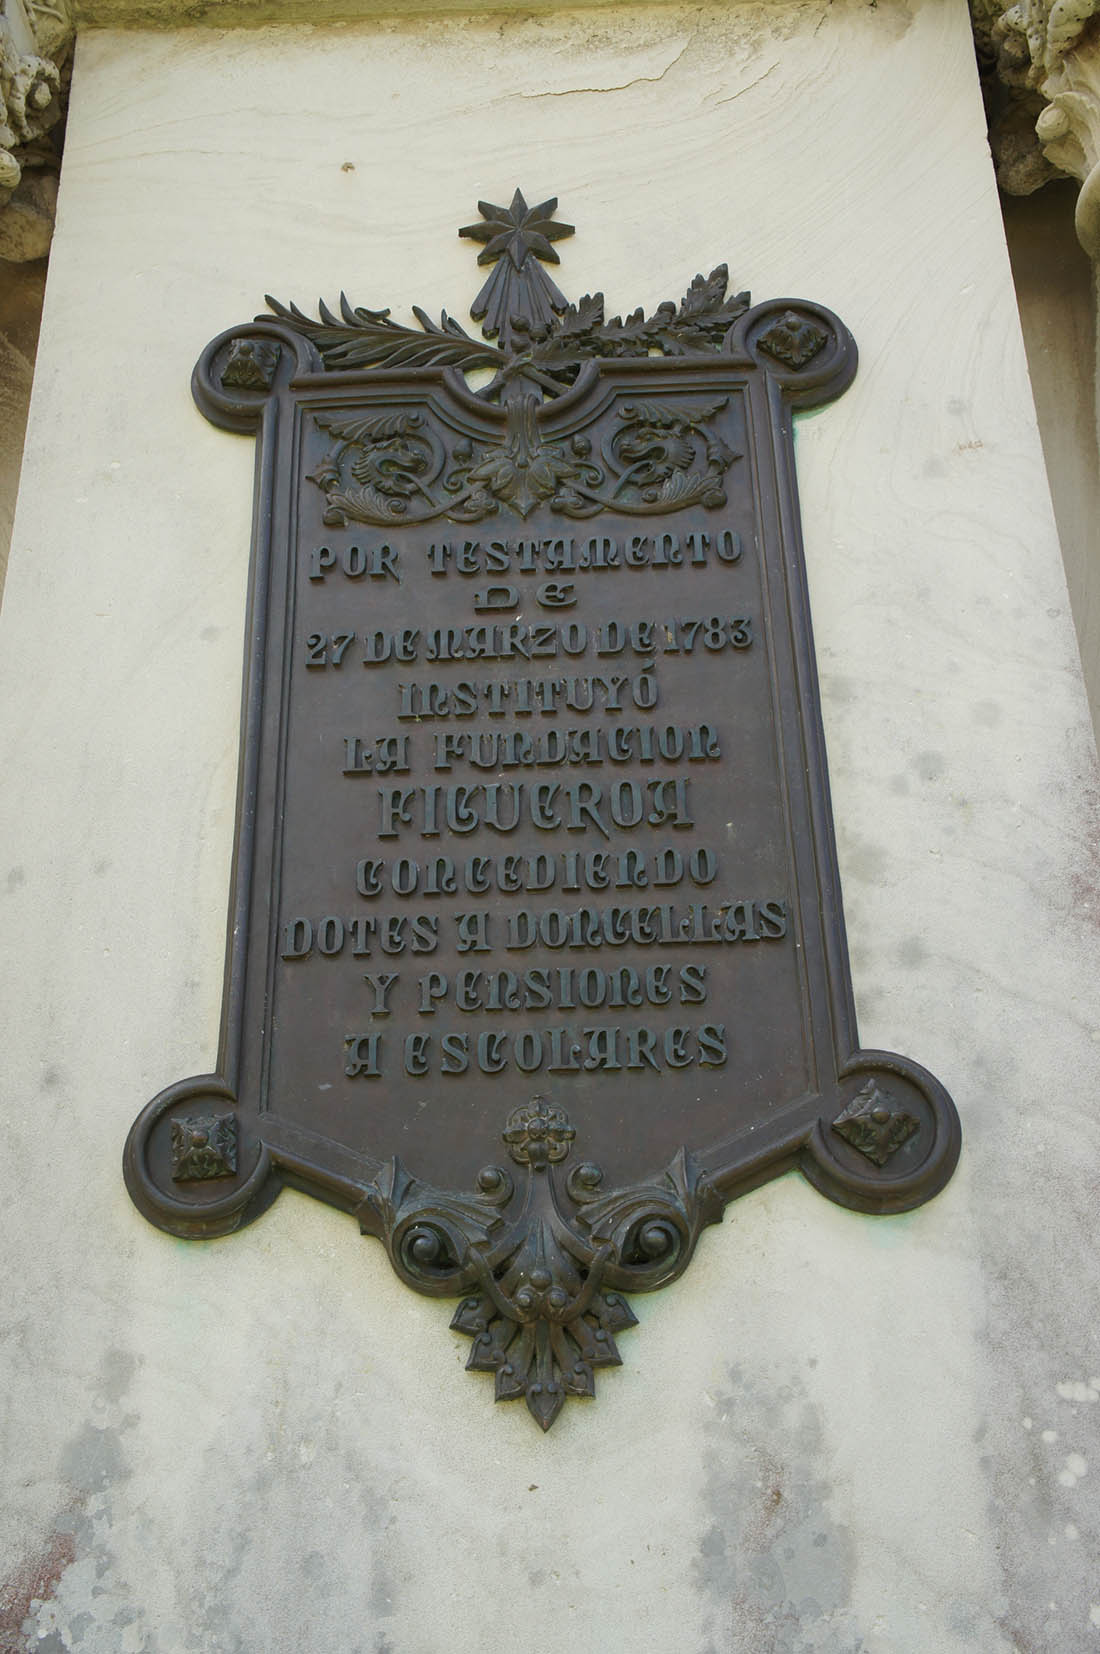 POR TESTAMENTO
DE
27 DE MARZO DE 1783
INSTITUYÓ
LA FUNDACION
FIGUEROA
CONCEDIENDO
DOTES A DONCELLAS
Y PENSIONES
A ESCOLARES